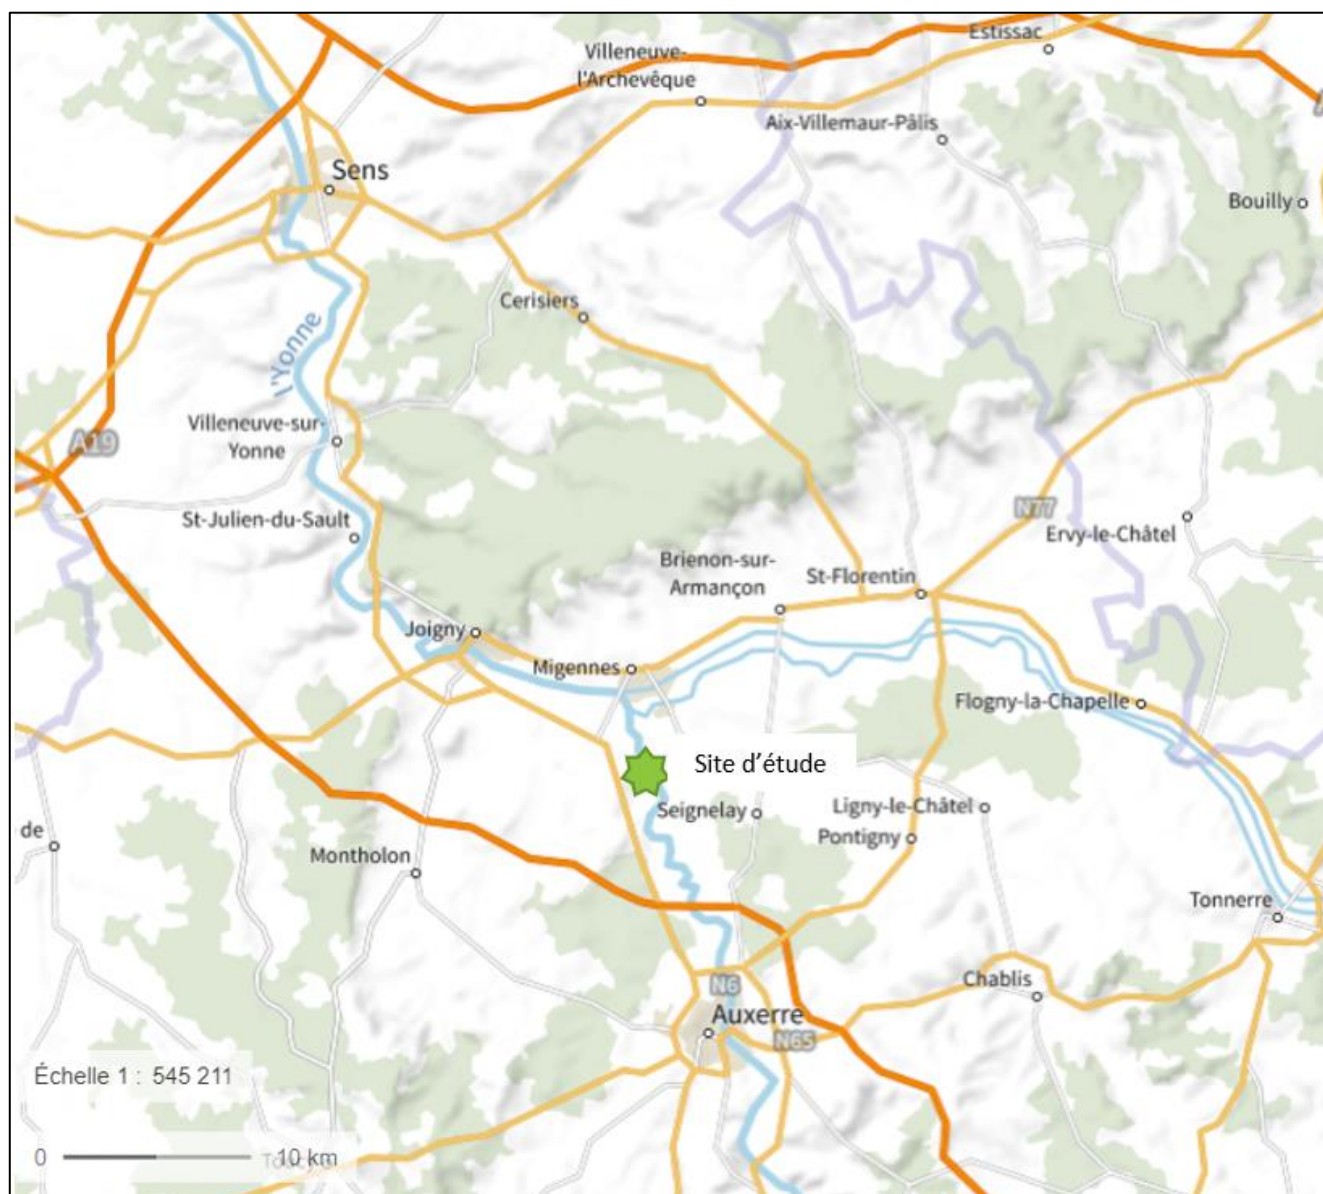 Estissac
Villeneuve-
l'Archevêque
Aix-Villemaur-Pâlis
Sens
Bouilly
Cerisiers
l'Yonne
Villeneuve-sur-
Yonne
A19
N77
St-Julien-du-Sault
Ervy-le-Châtel
Brienon-sur-
Armançon
St-Florentin
Joigny
Migennes
Flogny-la-Chapelle
Site d'étude
Seignelay
Ligny-le-Châtel
de
Pontigny
Montholon
Tonnerre
Chablis
N6
Auxerre
N65
Échelle 1 : 545 211
0 10 km